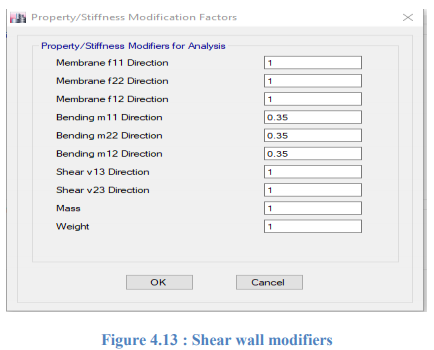 Property/Stiffness Modification Factors
Property/Stiffness Modifiers for Analysis
Membrane f11 Direction 1
Membrane f22 Direction 1
Membrane f12 Direction 1
Bending m11 Direction 0.35
Bending m22 Direction 0.35
Bending m12 Direction 0.35
Shear v13 Direction 1
Shear v23 Direction 1
Mass 1
Weight 1
OK Cancel
Figure 4.13 : Shear wall modifiers